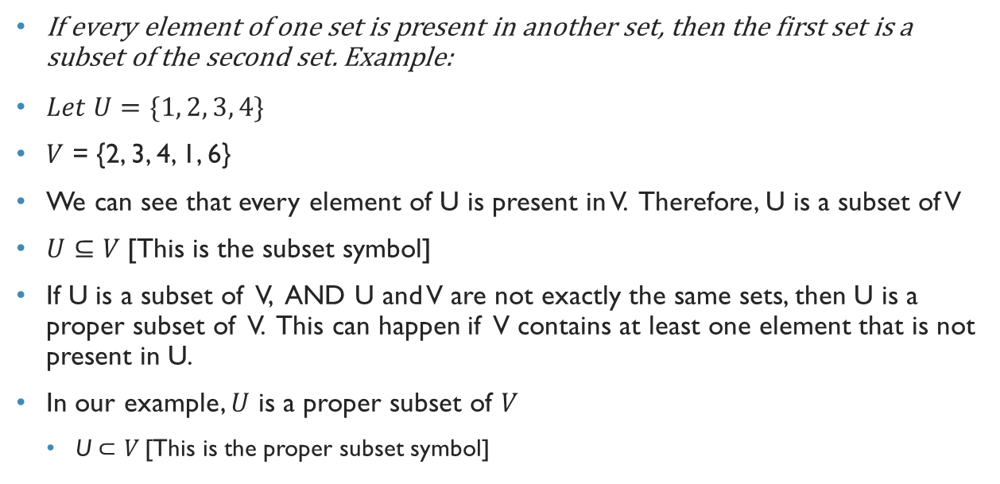 • If every element of one set is present in another set, then the first set is a
subset of the second set. Example:
• Let U = {1, 2, 3, 4}
• V = {2, 3, 4, 1, 6}
• We can see that every element of U is present in V. Therefore, U is a subset of V
• U ⊆ V [This is the subset symbol]
• If U is a subset of V, AND U and V are not exactly the same sets, then U is a
proper subset of V. This can happen if V contains at least one element that is not
present in U.
• In our example, U is a proper subset of V
• U ⊂ V [This is the proper subset symbol]